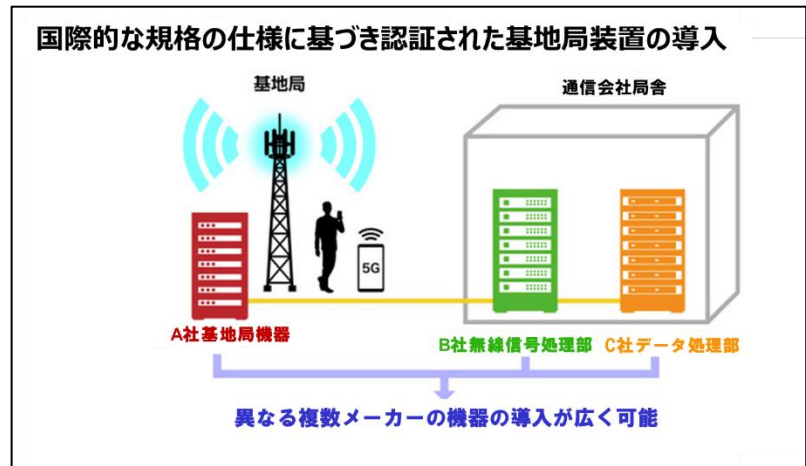 国際的な規格の仕様に基づき認証された基地局装置の導入
基地局
通信会社局舎
5G
A社基地局機器
B社無線信号処理部
C社データ処理部
異なる複数メーカーの機器の導入が広く可能